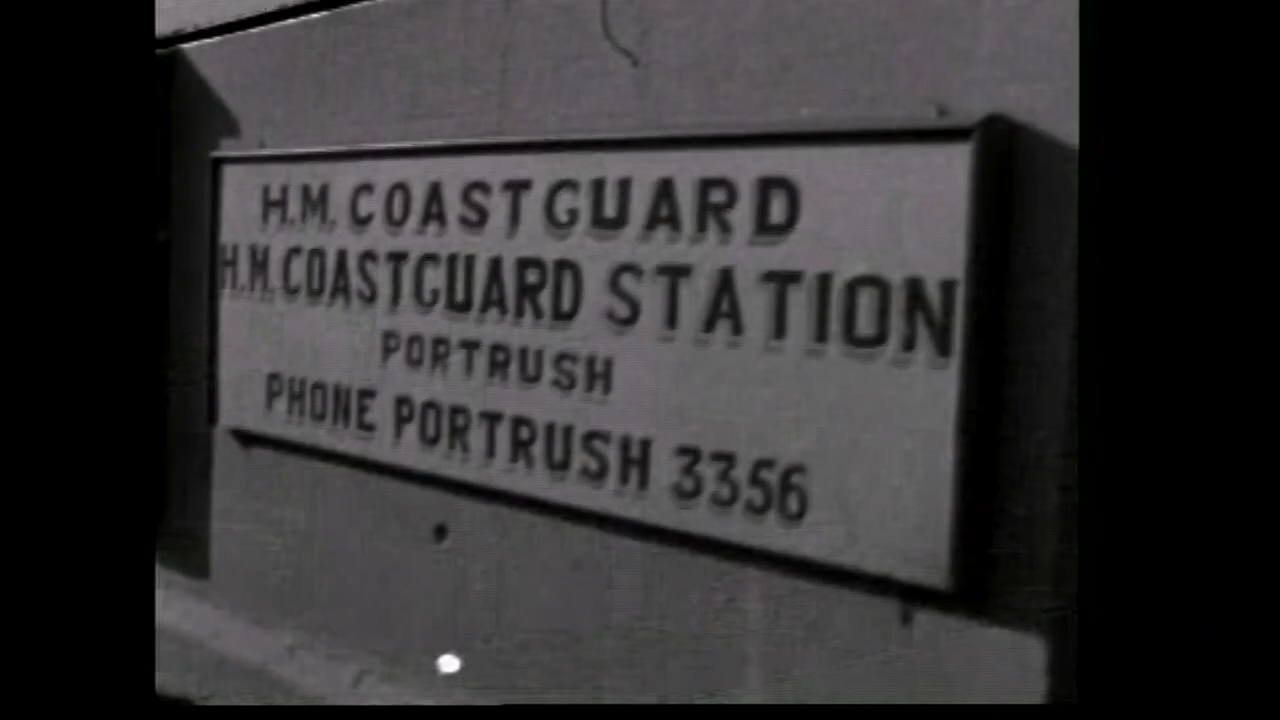 H.M. COASTGUARD
H.M. COASTGUARD STATION
PORTRUSH
PHONE PORTRUSH 3356